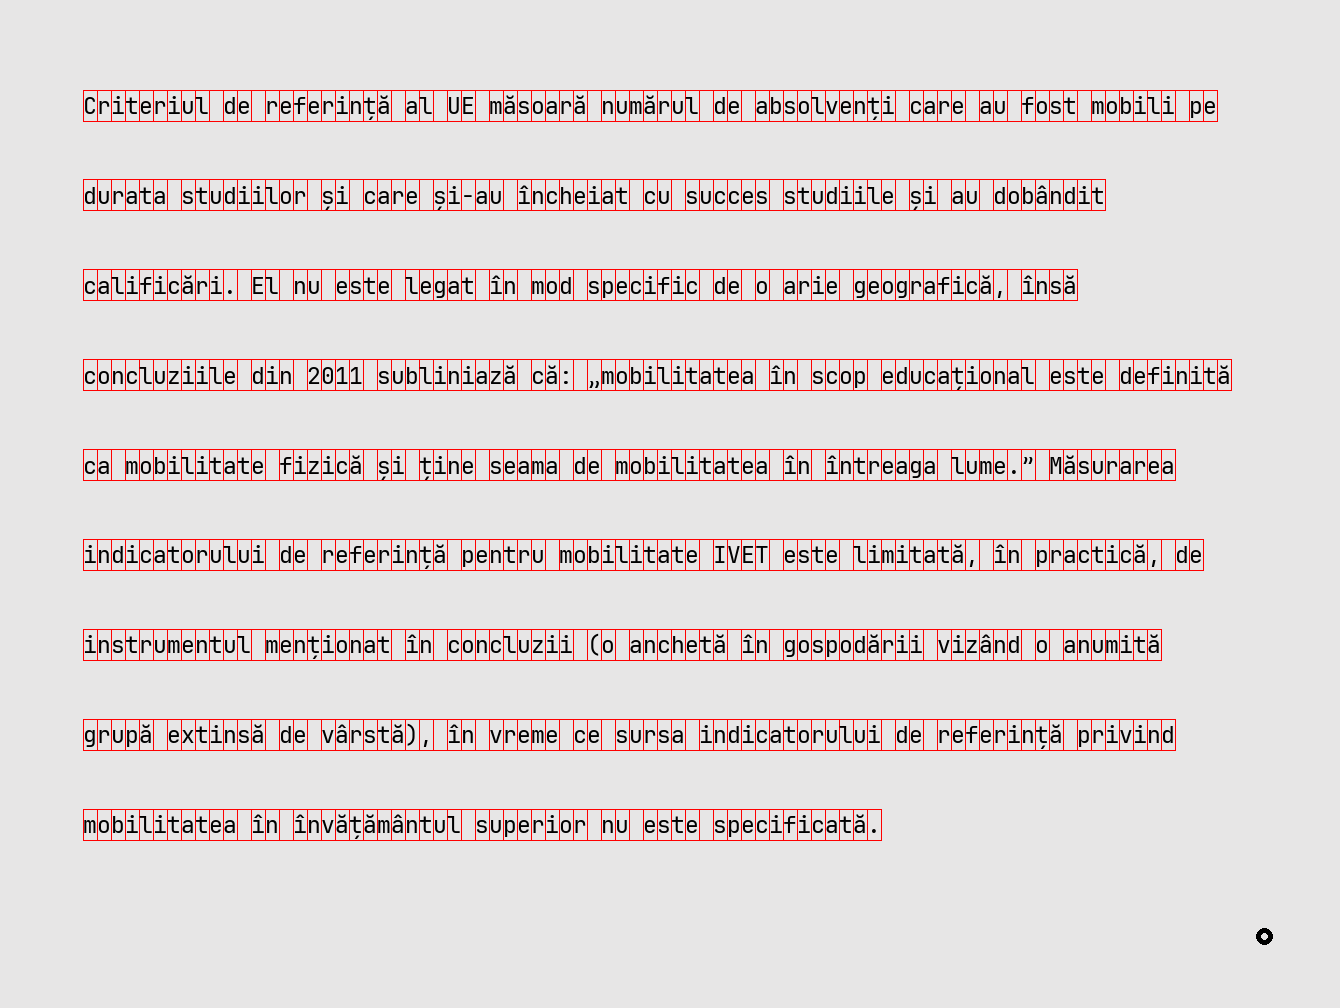 Criteriul de referință al UE măsoară numărul de absolvenți care au fost mobili pe
durata studiilor și care și-au încheiat cu succes studiile și au dobândit
calificări. El nu este legat în mod specific de o arie geografică, însă
concluziile din 2011 subliniază că: „mobilitatea în scop educațional este definită
ca mobilitate fizică și ține seama de mobilitatea în întreaga lume.” Măsurarea
indicatorului de referință pentru mobilitate IVET este limitată, în practică, de
instrumentul menționat în concluzii (o anchetă în gospodării vizând o anumită
grupă extinsă de vârstă), în vreme ce sursa indicatorului de referință privind
mobilitatea în învățământul superior nu este specificată.